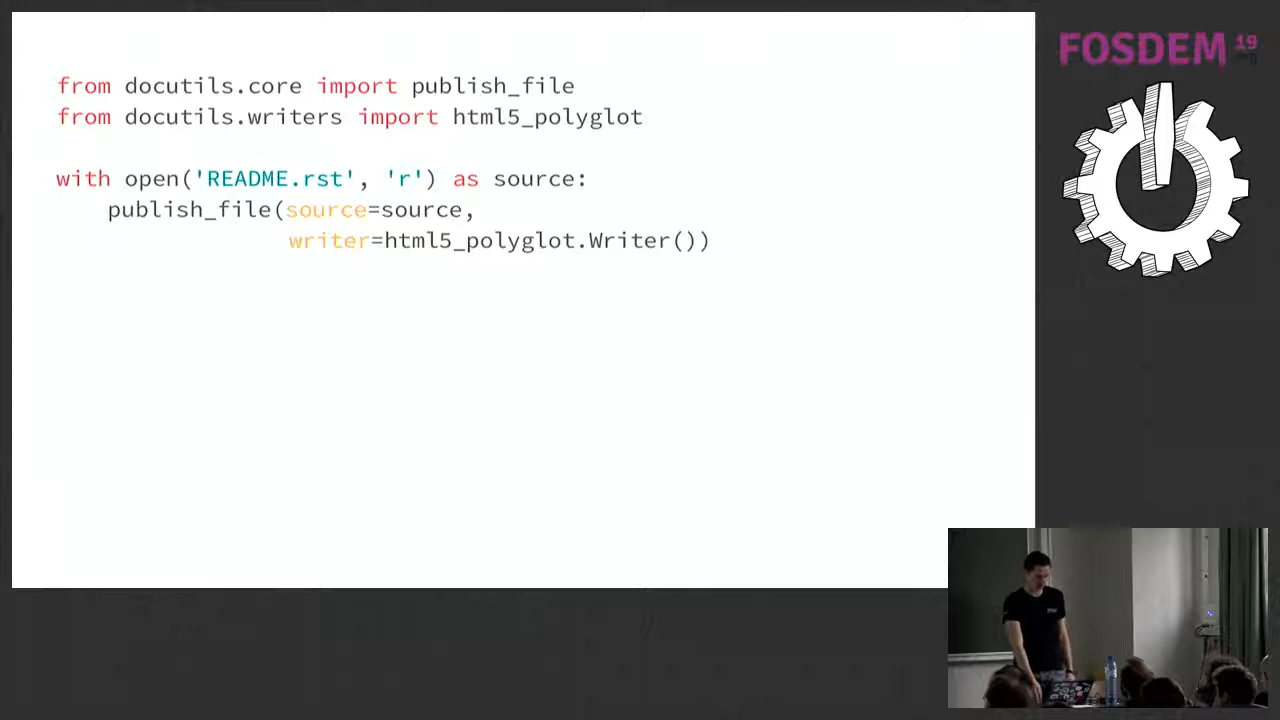 from docutils.core import publish_file
from docutils.writers import html5_polyglot
with open('README.rst', 'r') as source:
publish_file(source=source,
writer=html5_polyglot.Writer())
FOSDEM 19